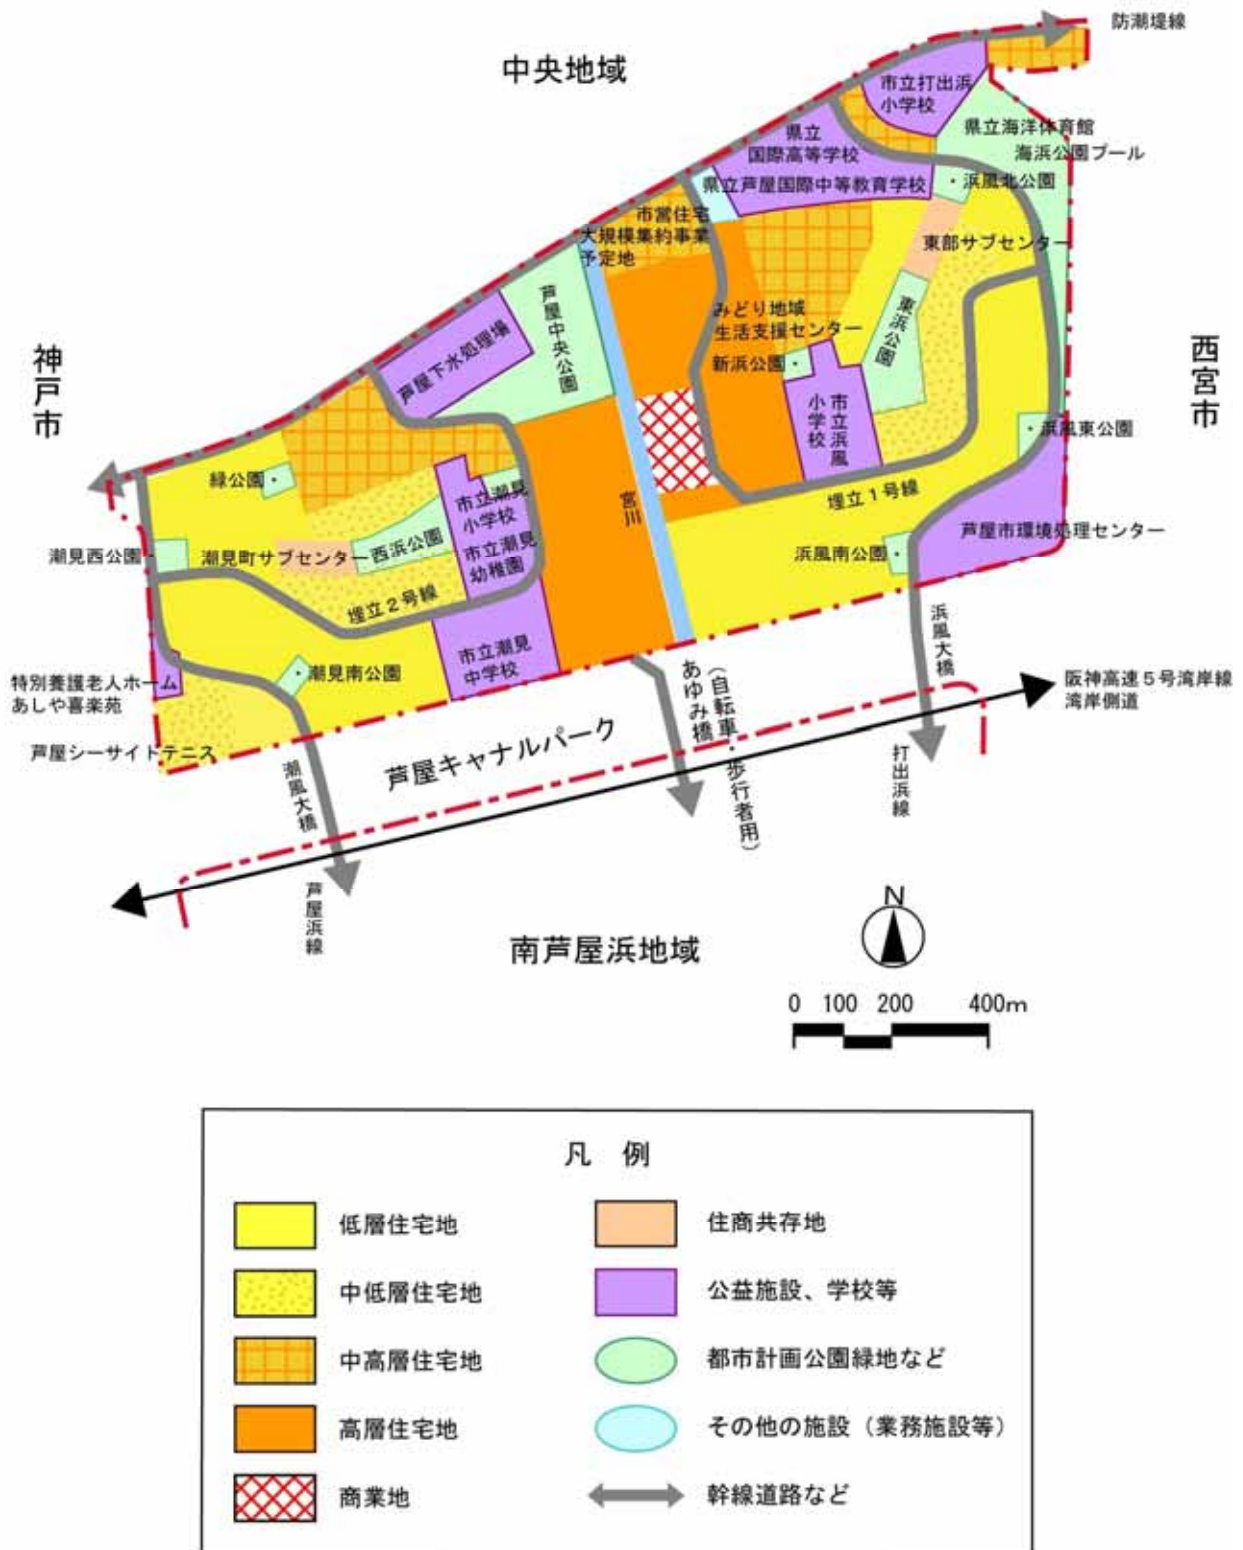 防潮堤線
中央地域
市立打出浜
小学校
県立海洋体育館
海浜公園プール
県立
国際高等学校
県立芦屋国際中等教育学校
浜風北公園
市営住宅
大規模集約事業
予定地
東部サブセンター
芦屋中央公園
みどり地域
生活支援センター
東浜公園
新浜公園
芦屋下水処理場
神戸市
西宮市
市立浜風
小学校
浜風東公園
緑公園
宮川
埋立1号線
市立潮見
小学校
芦屋市環境処理センター
潮見西公園
潮見町サブセンター
西浜公園
市立潮見
幼稚園
浜風南公園
埋立2号線
浜風大橋
市立潮見
中学校
潮見南公園
特別養護老人ホーム
あしや喜楽苑
あゆみ橋
(自転車・歩行者用)
阪神高速5号湾岸線
湾岸側道
芦屋シーサイドテニス
芦屋キャナルパーク
潮風大橋
打出浜線
芦屋浜線
南芦屋浜地域
N
0 100 200 400m
凡 例
低層住宅地
住商共存地
中低層住宅地
公益施設、学校等
中高層住宅地
都市計画公園緑地など
高層住宅地
その他の施設（業務施設等）
商業地
幹線道路など